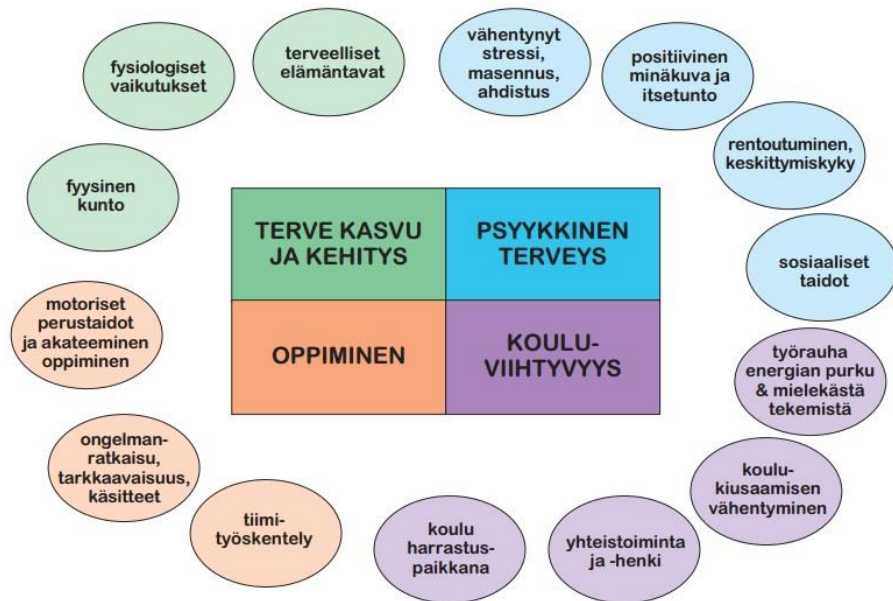 fysiologiset
vaikutukset
terveelliset
elämäntavat
vähentynyt
stressi,
masennus,
ahdistus
positiivinen
minäkuva ja
itsetunto
rentoutuminen,
keskittymiskyky
fyysinen
kunto
TERVE KASVU
JA KEHITYS
PSYYKKINEN
TERVEYS
sosiaaliset
taidot
motoriset
perustaidot
ja akateeminen
oppiminen
OPPIMINEN
KOULU-
VIIHTYVYYS
työrauha
energian purku
& mielekästä
tekemistä
ongelman-
ratkaisu,
tarkkaavaisuus,
käsitteet
koulu-
kiusaamisen
vähentyminen
tiimi-
työskentely
koulu
harrastus-
paikkana
yhteistoiminta
ja -henki